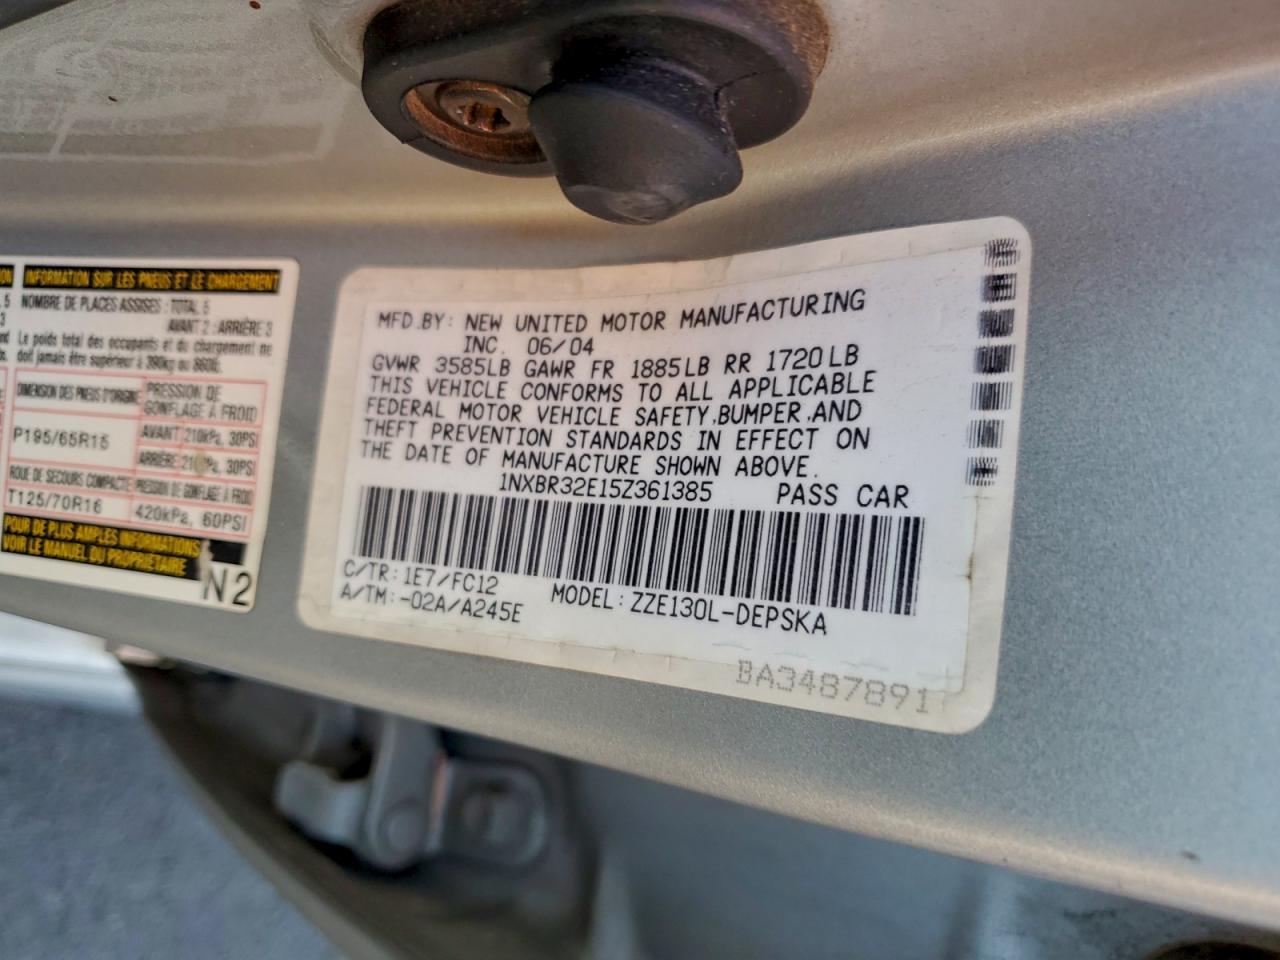 ION
, 5
3
INFORMATION SUR LES PNEUS ET LE CHARGEMENT
NOMBRE DE PLACES ASSISES : TOTAL 5
AVANT 2 : ARRIÈRE 3
Le poids total des occupants et du chargement ne
doit jamais être supérieur à 390kg ou 860lb.
DIMENSION DES PNEUS D'ORIGINE
PRESSION DE
GONFLAGE À FROID
P195/65R15
AVANT 210kPa, 30PSI
ARRIÈRE 210kPa, 30PSI
ROUE DE SECOURS COMPACTE PRESSION DE GONFLAGE À FROID
T125/70R16 420kPa, 60PSI
POUR DE PLUS AMPLES INFORMATIONS
VOIR LE MANUEL DU PROPRIÉTAIRE
N2
MFD.BY: NEW UNITED MOTOR MANUFACTURING
INC. 06/04
GVWR 3585LB GAWR FR 1885LB RR 1720LB
THIS VEHICLE CONFORMS TO ALL APPLICABLE
FEDERAL MOTOR VEHICLE SAFETY,BUMPER,AND
THEFT PREVENTION STANDARDS IN EFFECT ON
THE DATE OF MANUFACTURE SHOWN ABOVE.
1NXBR32E15Z361385 PASS CAR
C/TR:1E7/FC12
A/TM:-02A/A245E
MODEL:ZZE130L-DEPSKA
BA3487891